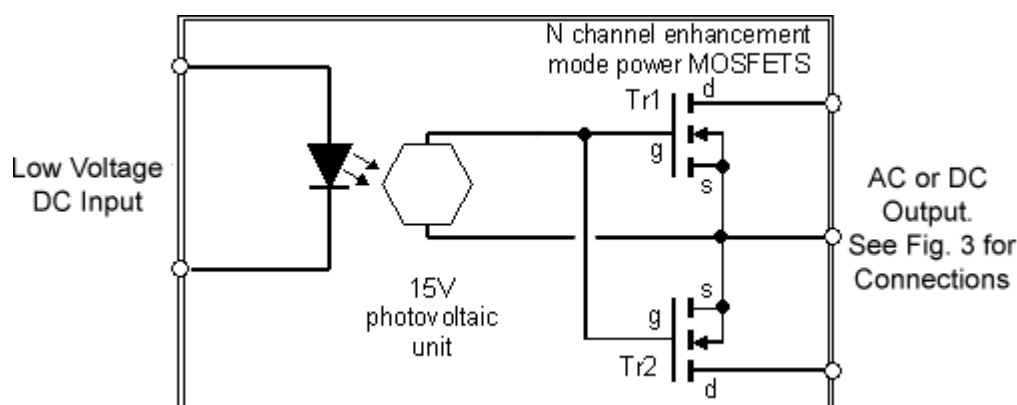 N channel enhancement
mode power MOSFETS
Tr1
d
g
s
Low Voltage
DC Input
AC or DC
Output.
See Fig. 3 for
Connections
15V
photovoltaic
unit
s
g
Tr2
d